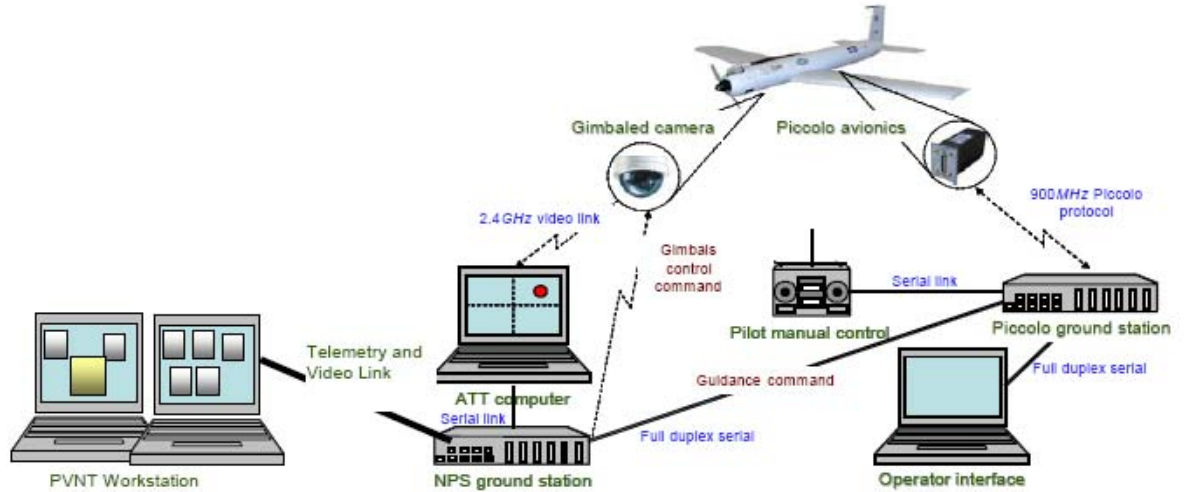 Gimbaled camera
Piccolo avionics
2.4GHz video link
900MHz Piccolo
protocol
Gimbals
control
command
Serial link
Pilot manual control
Piccolo ground station
Telemetry and
Video Link
ATT computer
Guidance command
Full duplex serial
Serial link
Full duplex serial
PVNT Workstation
NPS ground station
Operator interface